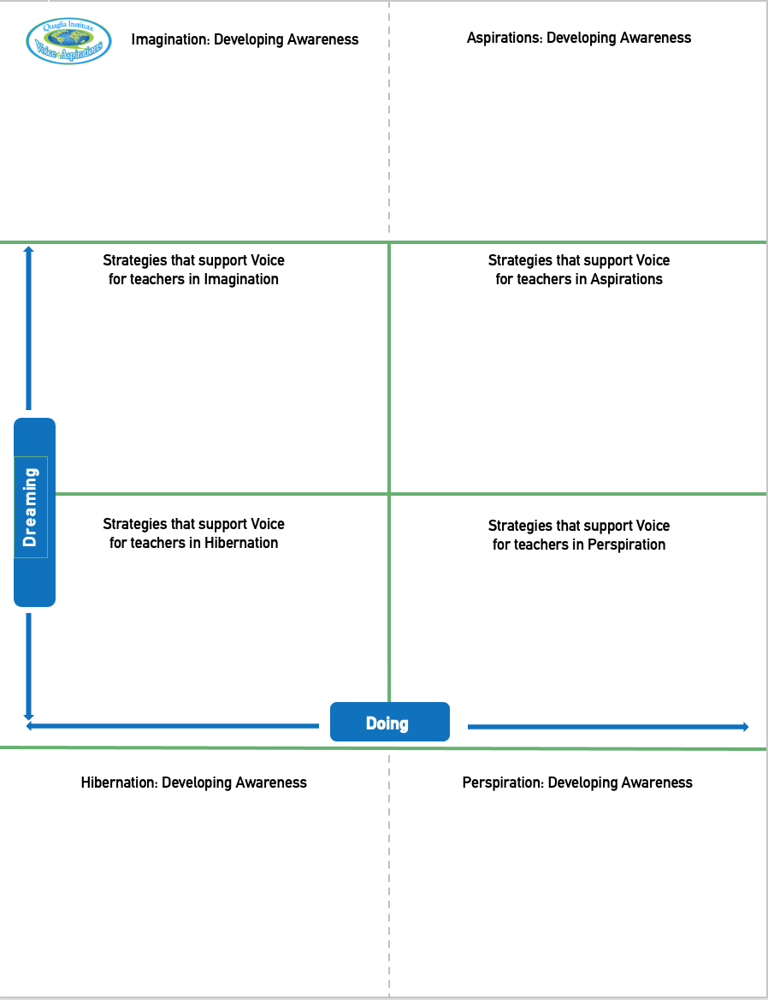 Quaglia Institute
Voice & Aspirations
Imagination: Developing Awareness
Aspirations: Developing Awareness
Strategies that support Voice
for teachers in Imagination
Strategies that support Voice
for teachers in Aspirations
Dreaming
Strategies that support Voice
for teachers in Hibernation
Strategies that support Voice
for teachers in Perspiration
Doing
Hibernation: Developing Awareness
Perspiration: Developing Awareness